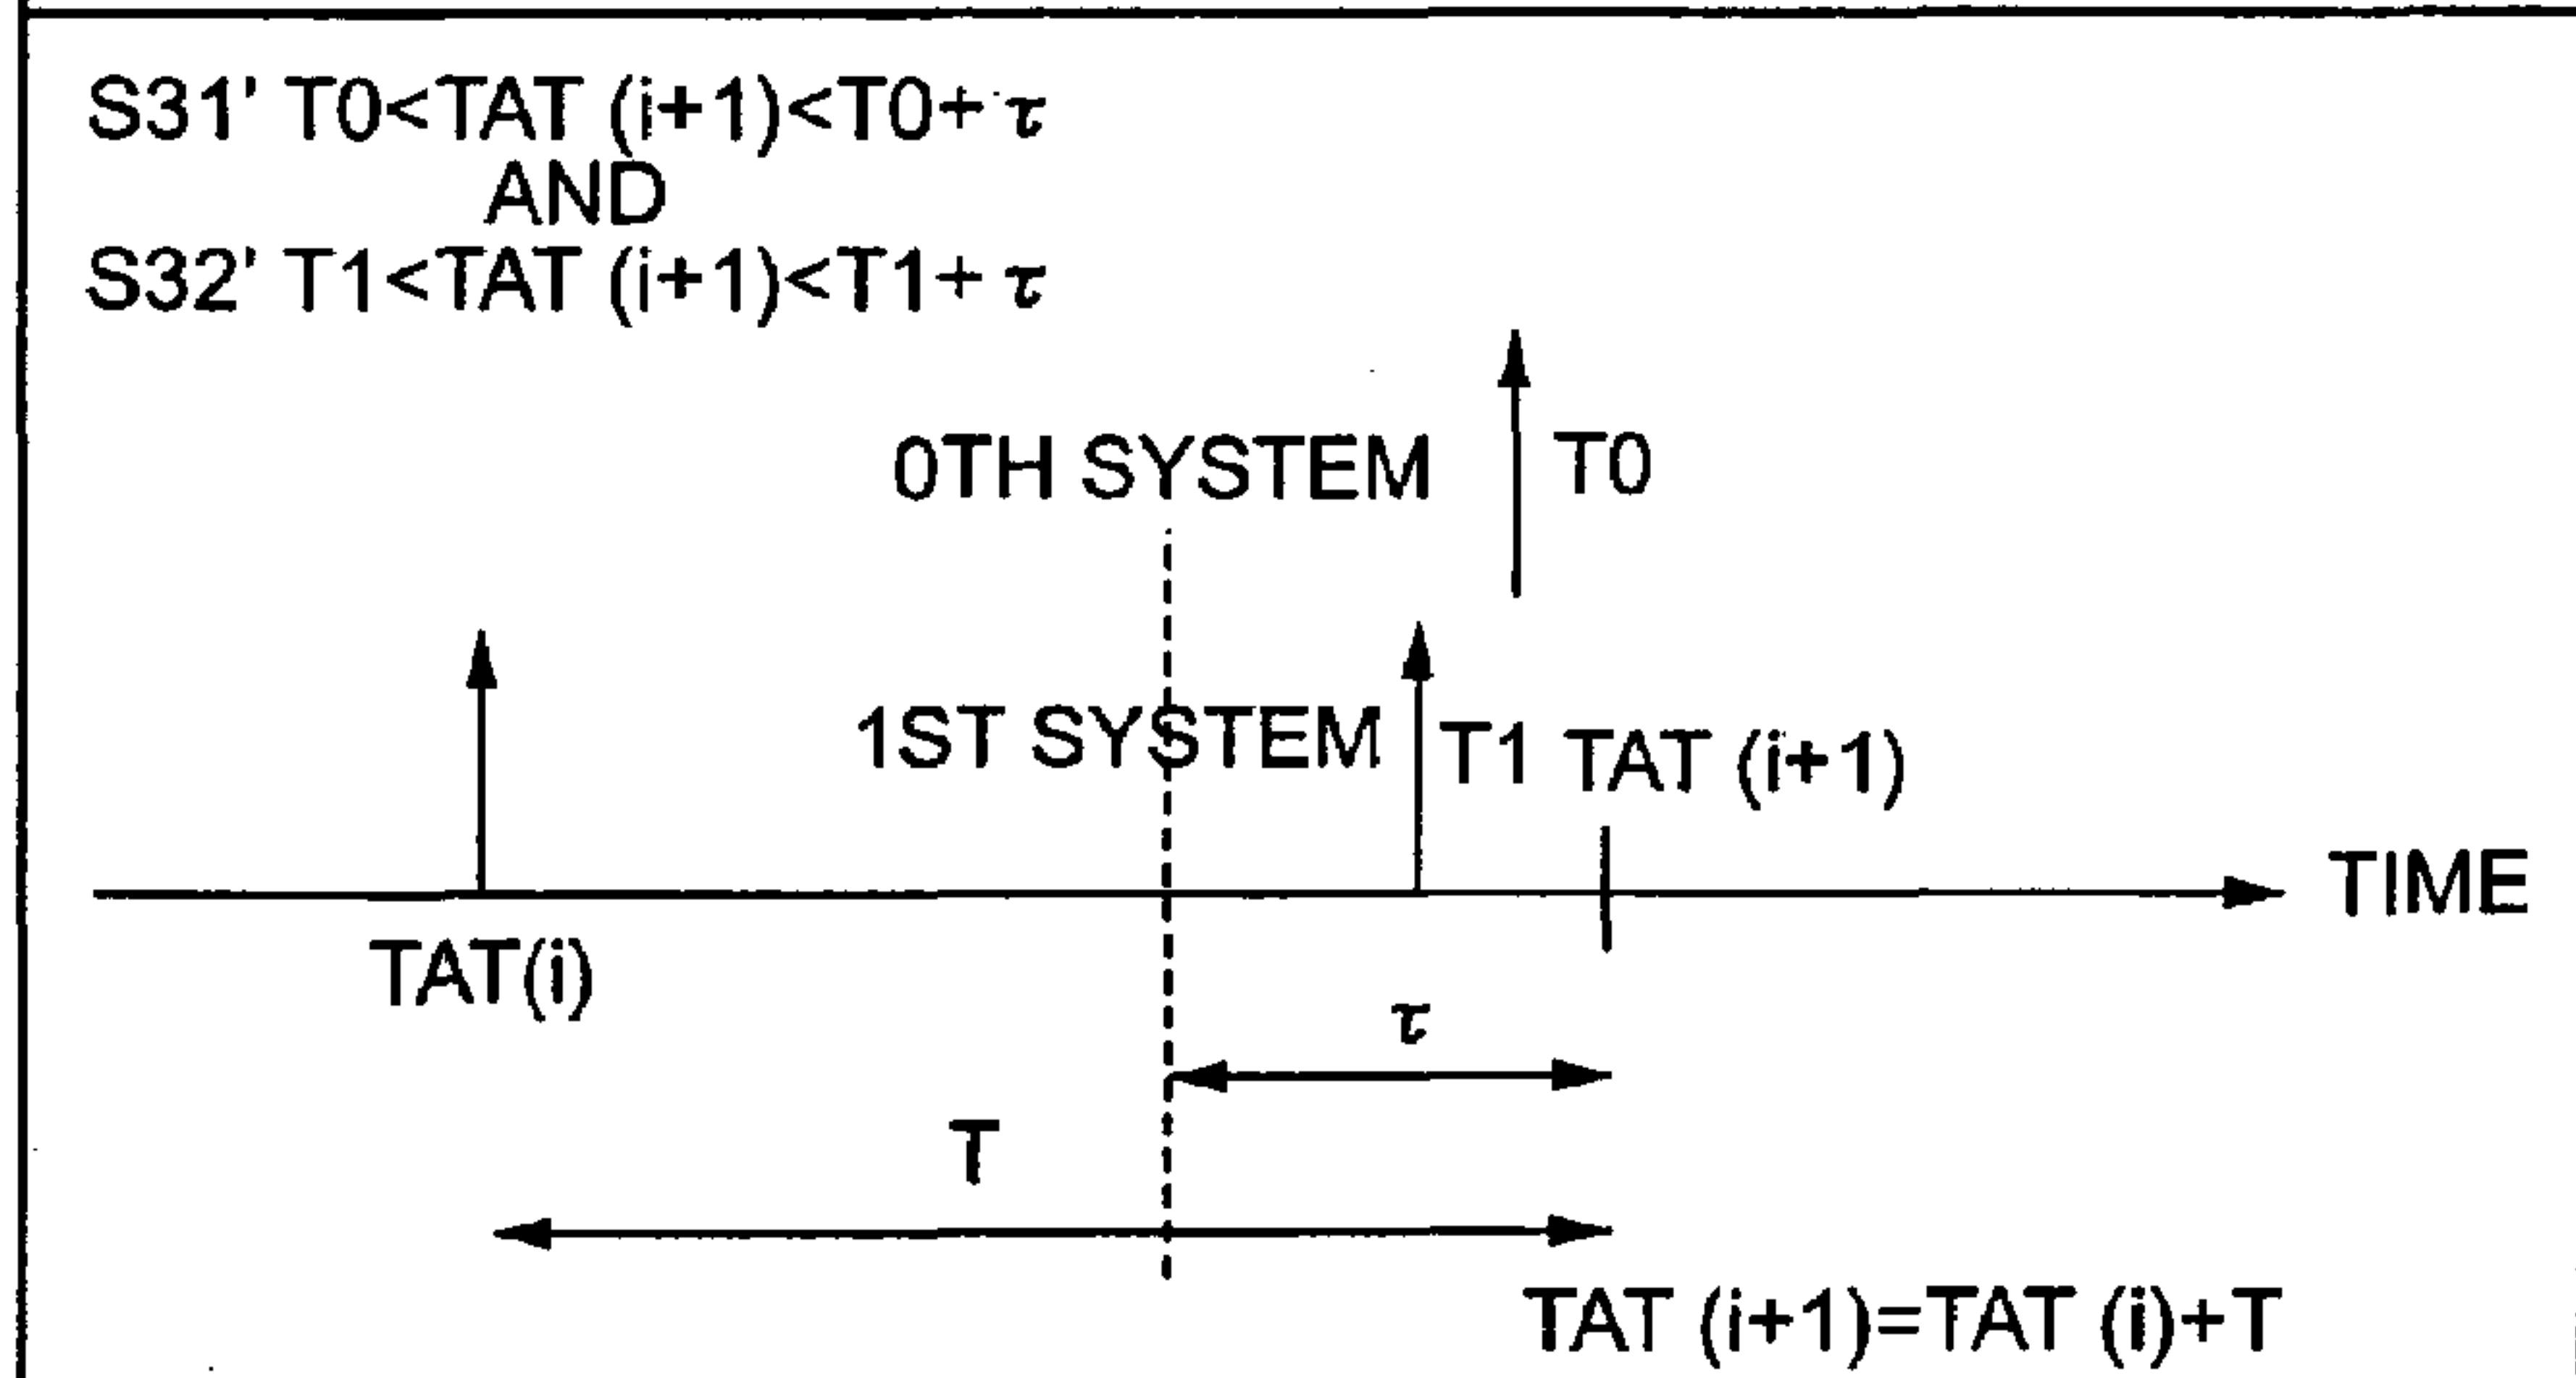 S31' T0<TAT (i+1)<T0+τ
AND
S32' T1<TAT (i+1)<T1+τ
0TH SYSTEM
T0
1ST SYSTEM
T1
TAT (i+1)
TIME
TAT(i)
τ
T
TAT (i+1)=TAT (i)+T